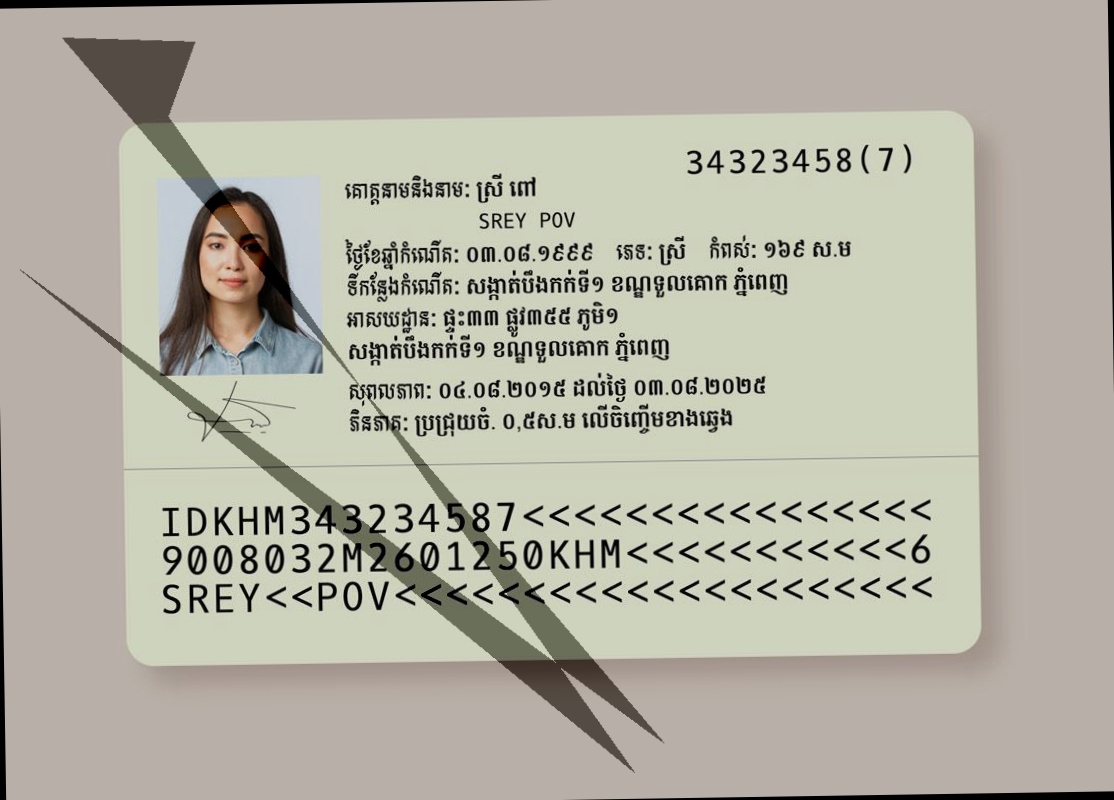 34323458(7)
គោត្តនាមនិងនាម: ស្រី ពៅ
SREY POV
ថ្ងៃខែឆ្នាំកំណើត: ០៣.០៨.១៩៩៩ ភេទ: ស្រី កំពស់: ១៦៩ ស.ម
ទីកន្លែងកំណើត: សង្កាត់បឹងកក់ទី១ ខណ្ឌទួលគោក ភ្នំពេញ
អាសយដ្ឋាន: ផ្ទះ៣៣ ផ្លូវ៣៥៥ ភូមិ១
សង្កាត់បឹងកក់ទី១ ខណ្ឌទួលគោក ភ្នំពេញ
សុពលភាព: ០៤.០៨.២០១៥ ដល់ថ្ងៃ ០៣.០៨.២០២៥
ភិនភាគ: ប្រជ្រុយចំ. ០,៥ស.ម លើចិញ្ចើមខាងឆ្វេង
IDKHM343234587<<<<<<<<<<<<<<<<
9008032M2601250KHM<<<<<<<<<<<6
SREY<<POV<<<<<<<<<<<<<<<<<<<<<